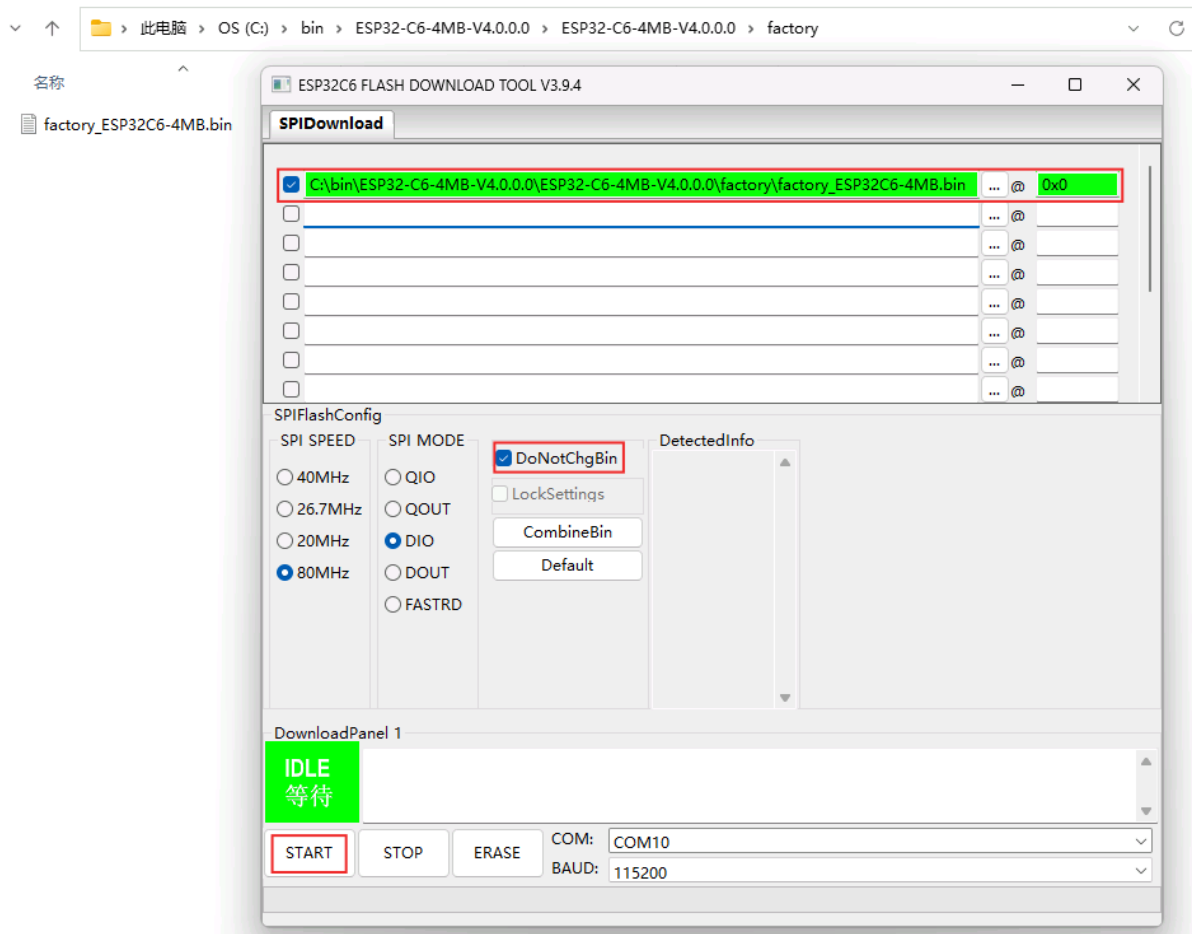 此电脑 > OS (C:) > bin > ESP32-C6-4MB-V4.0.0.0 > ESP32-C6-4MB-V4.0.0.0 > factory
名称
factory_ESP32C6-4MB.bin
ESP32C6 FLASH DOWNLOAD TOOL V3.9.4
SPIDownload
C:\bin\ESP32-C6-4MB-V4.0.0.0\ESP32-C6-4MB-V4.0.0.0\factory\factory_ESP32C6-4MB.bin ... @ 0x0
... @
... @
... @
... @
... @
... @
... @
SPIFlashConfig
SPI SPEED
40MHz
26.7MHz
20MHz
80MHz
SPI MODE
QIO
QOUT
DIO
DOUT
FASTRD
DoNotChgBin
LockSettings
CombineBin
Default
DetectedInfo
DownloadPanel 1
IDLE
等待
START STOP ERASE
COM: COM10
BAUD: 115200